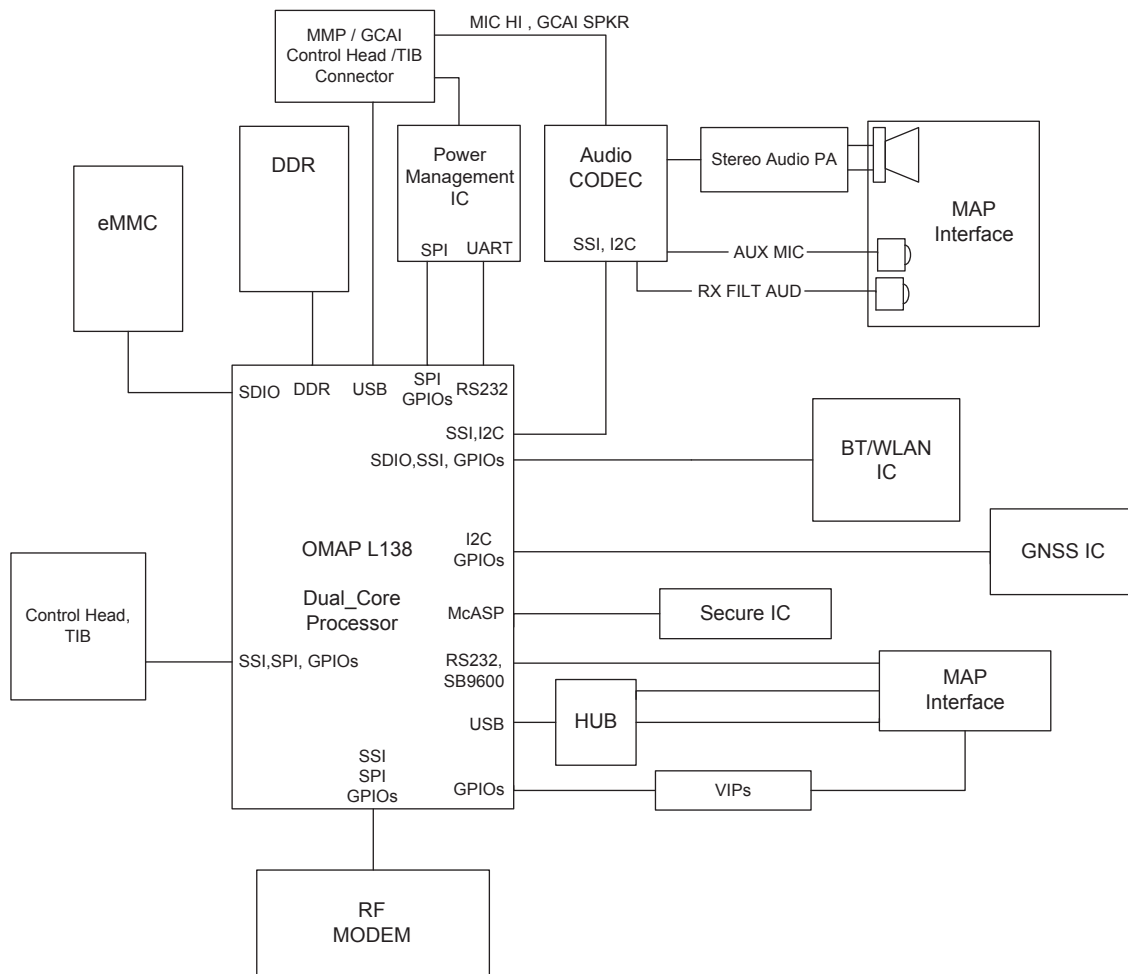 MIC HI , GCAI SPKR
MMP / GCAI
Control Head /TIB
Connector
DDR
Power
Management
IC
SPI
UART
Audio
CODEC
SSI, I2C
Stereo Audio PA
MAP
Interface
AUX MIC
RX FILT AUD
eMMC
SDIO
DDR
USB
SPI
GPIOs
RS232
SSI,I2C
SDIO,SSI, GPIOs
BT/WLAN
IC
OMAP L138
Dual_Core
Processor
I2C
GPIOs
GNSS IC
McASP
Secure IC
Control Head,
TIB
SSI,SPI, GPIOs
RS232,
SB9600
USB
HUB
MAP
Interface
SSI
SPI
GPIOs
GPIOs
VIPs
RF
MODEM